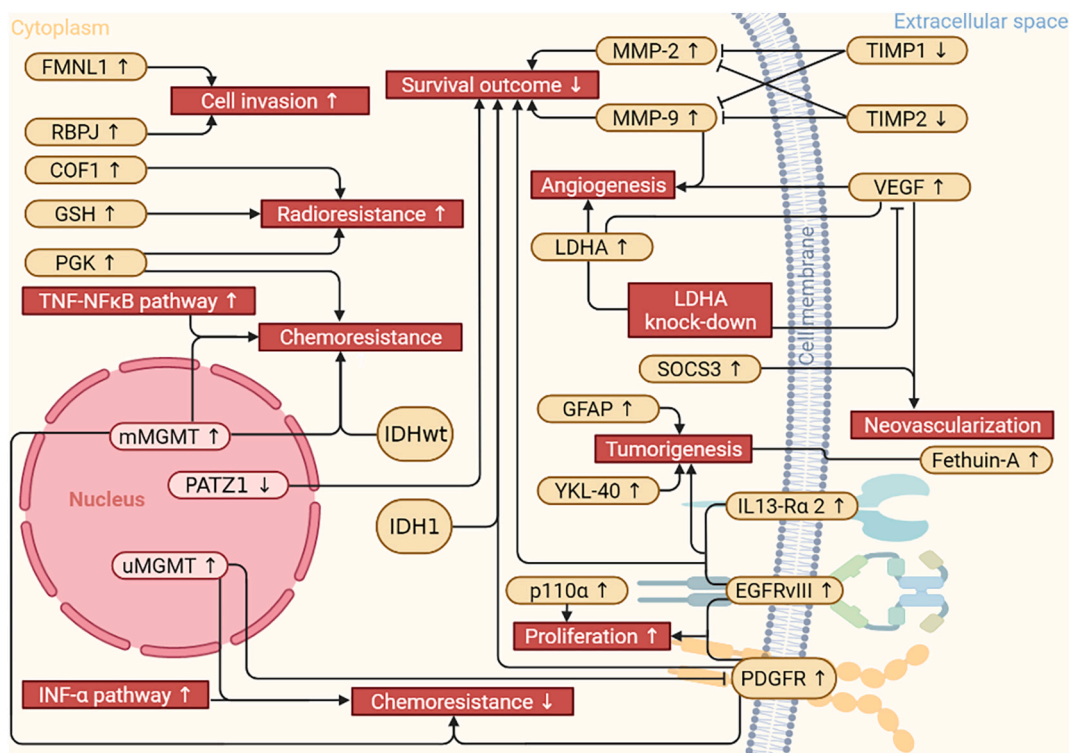 Cytoplasm
Extracellular space
FMNL1 ↑
Cell invasion ↑
RBPJ ↑
COF1 ↑
GSH ↑
Radioresistance ↑
PGK ↑
TNF-NFκB pathway ↑
Chemoresistance
Survival outcome ↓
MMP-2 ↑
TIMP1 ↓
MMP-9 ↑
TIMP2 ↓
Angiogenesis
VEGF ↑
LDHA ↑
LDHA
knock-down
Cell membrane
SOCS3 ↑
Neovascularization
GFAP ↑
Tumorigenesis
Fethuin-A ↑
YKL-40 ↑
IL13-Rα 2 ↑
mMGMT ↑
IDHwt
Nucleus
PATZ1 ↓
IDH1
uMGMT ↑
p110α ↑
EGFRvIII ↑
Proliferation ↑
PDGFR ↑
INF-α pathway ↑
Chemoresistance ↓